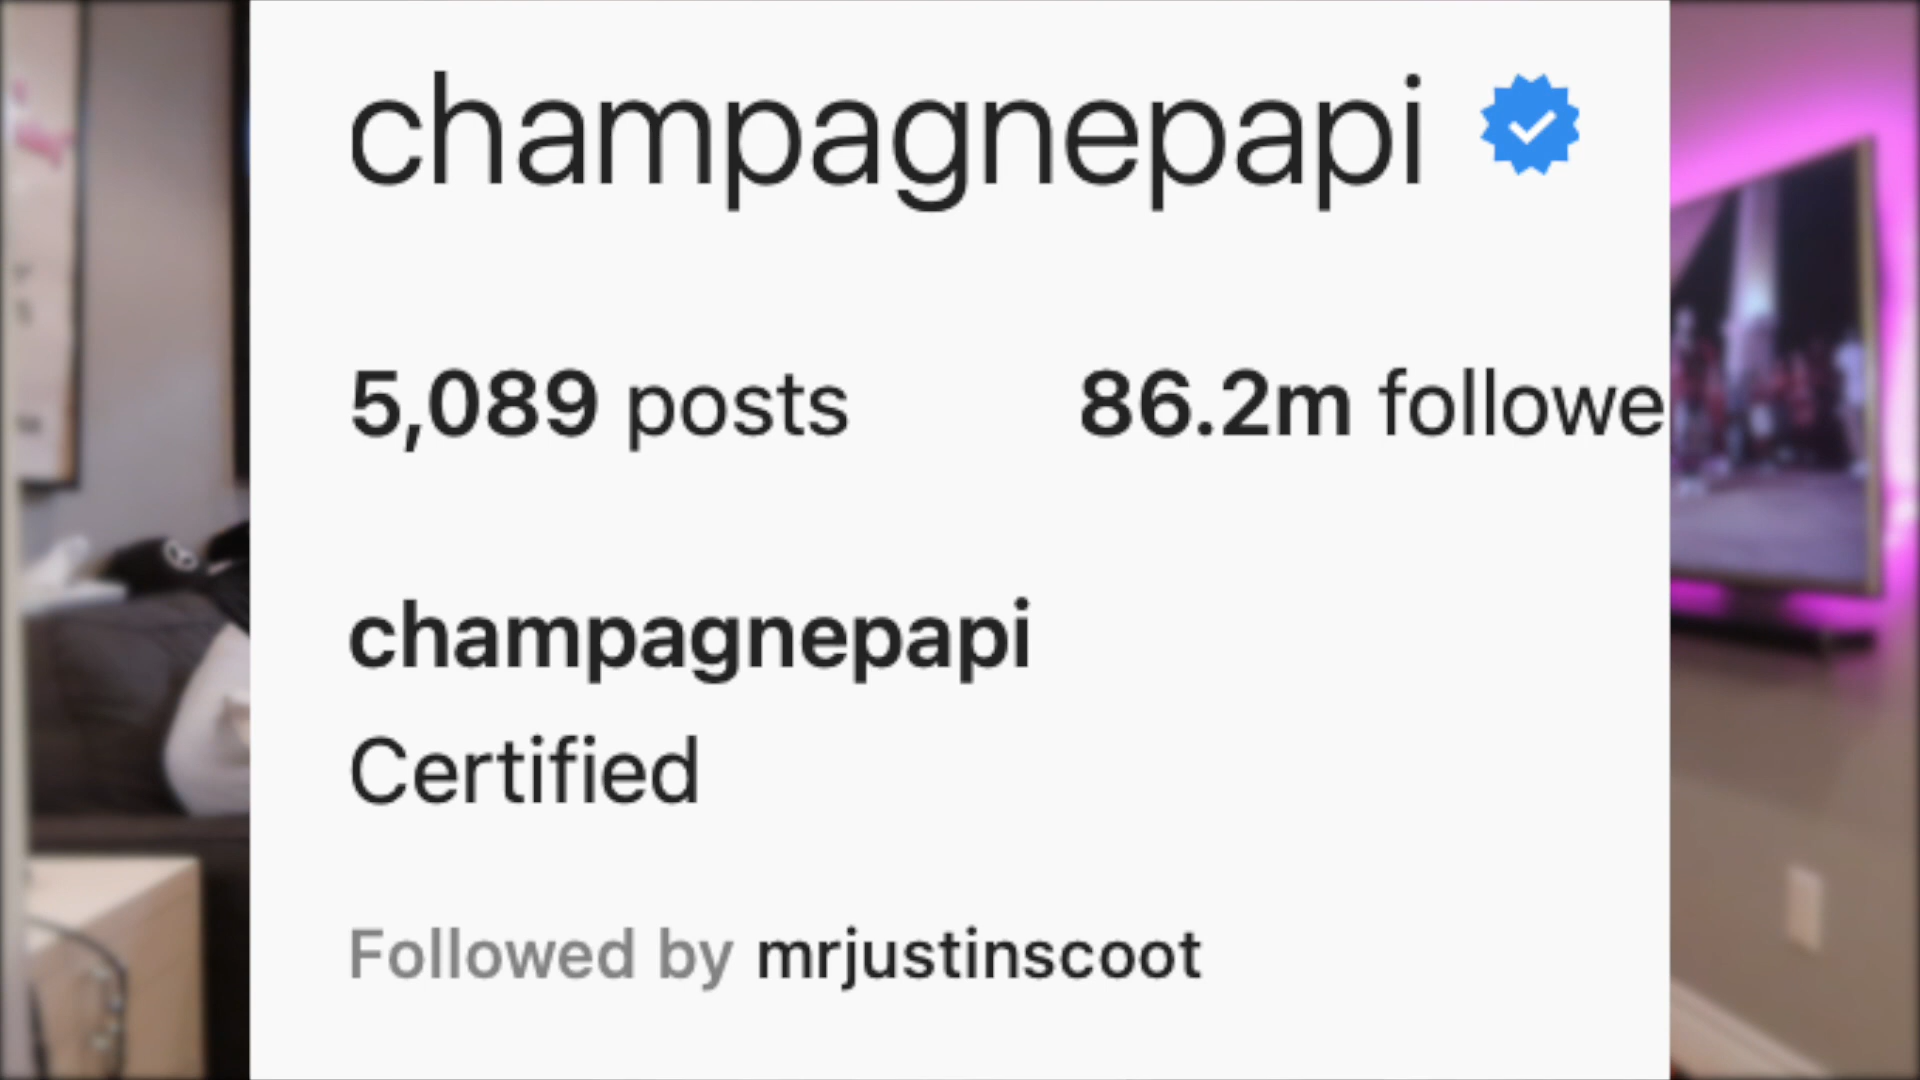 champagnepapi
5,089 posts 86.2m followe
champagnepapi
Certified
Followed by mrjustinscoot